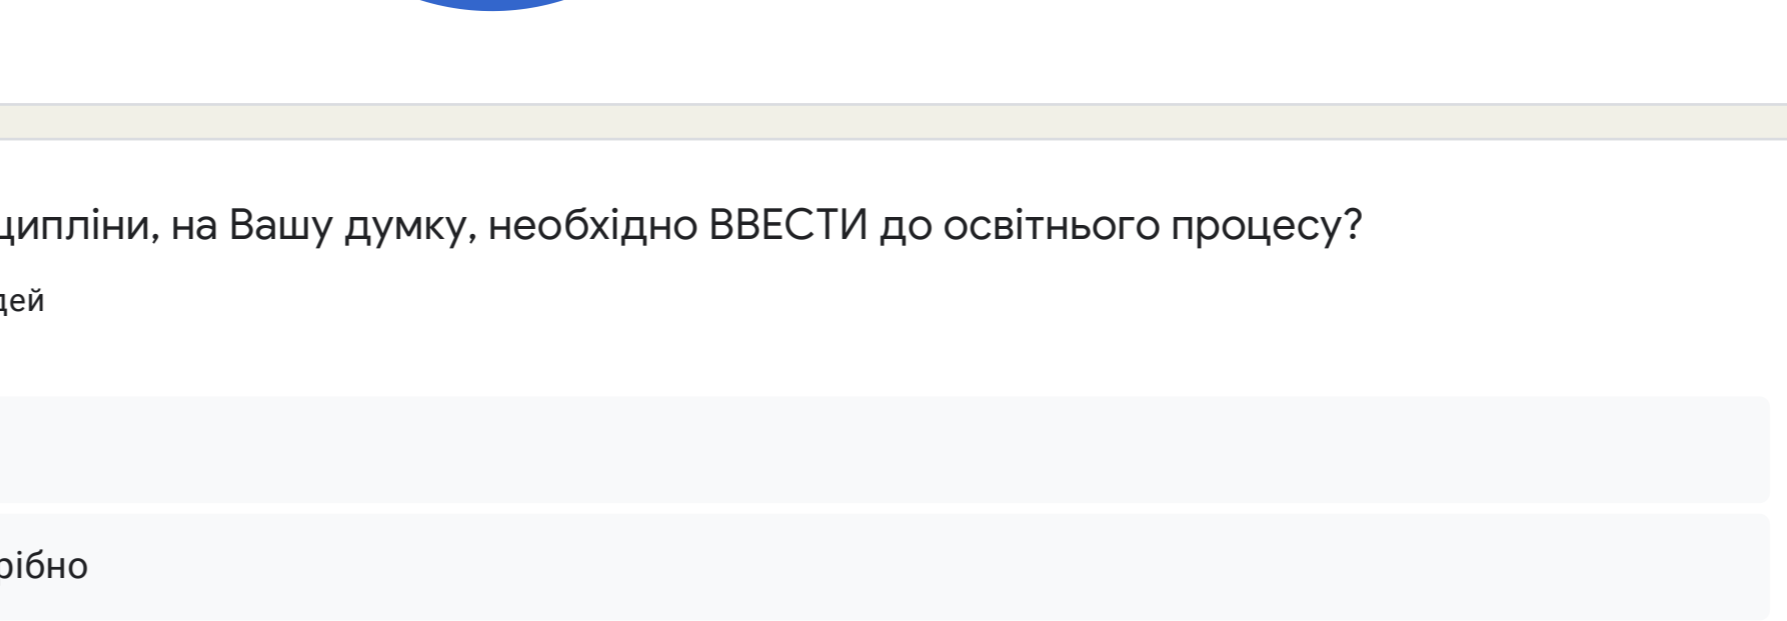 ципліни, на Вашу думку, необхідно ВВЕСТИ до освітнього процесу?
дей
рібно